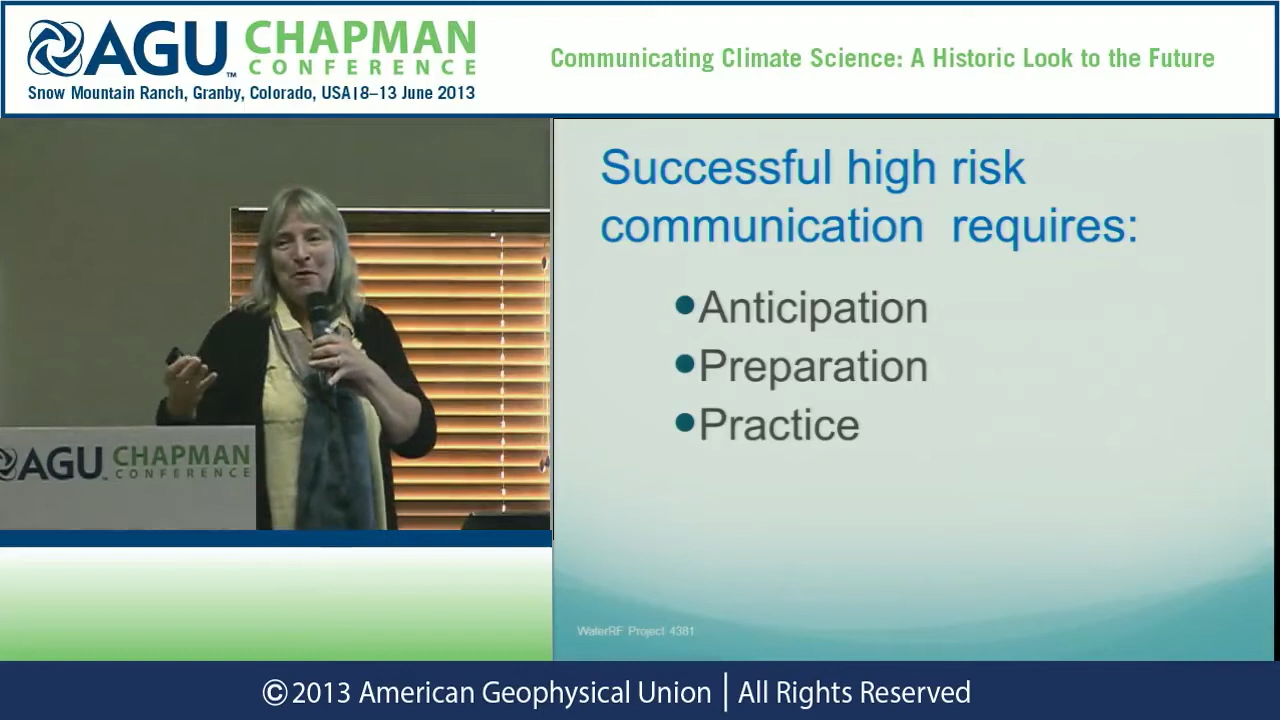 AGU CHAPMAN
CONFERENCE
Snow Mountain Ranch, Granby, Colorado, USA|8–13 June 2013
Communicating Climate Science: A Historic Look to the Future
Successful high risk
communication requires:
•Anticipation
•Preparation
•Practice
AGU CHAPMAN
CONFERENCE
WaterRF Project 4381
©2013 American Geophysical Union | All Rights Reserved